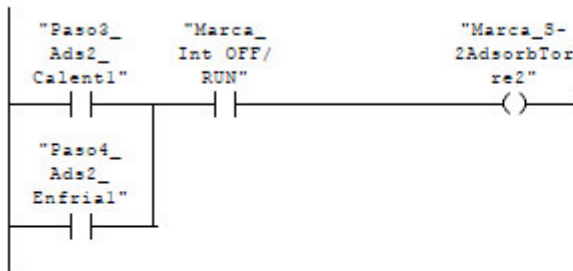 "Paso3_
Ads2_
Calent1"
"Marca_
Int OFF/
RUN"
"Marca_S-
2AdsorbTor
re2"
"Paso4_
Ads2_
Enfria1"